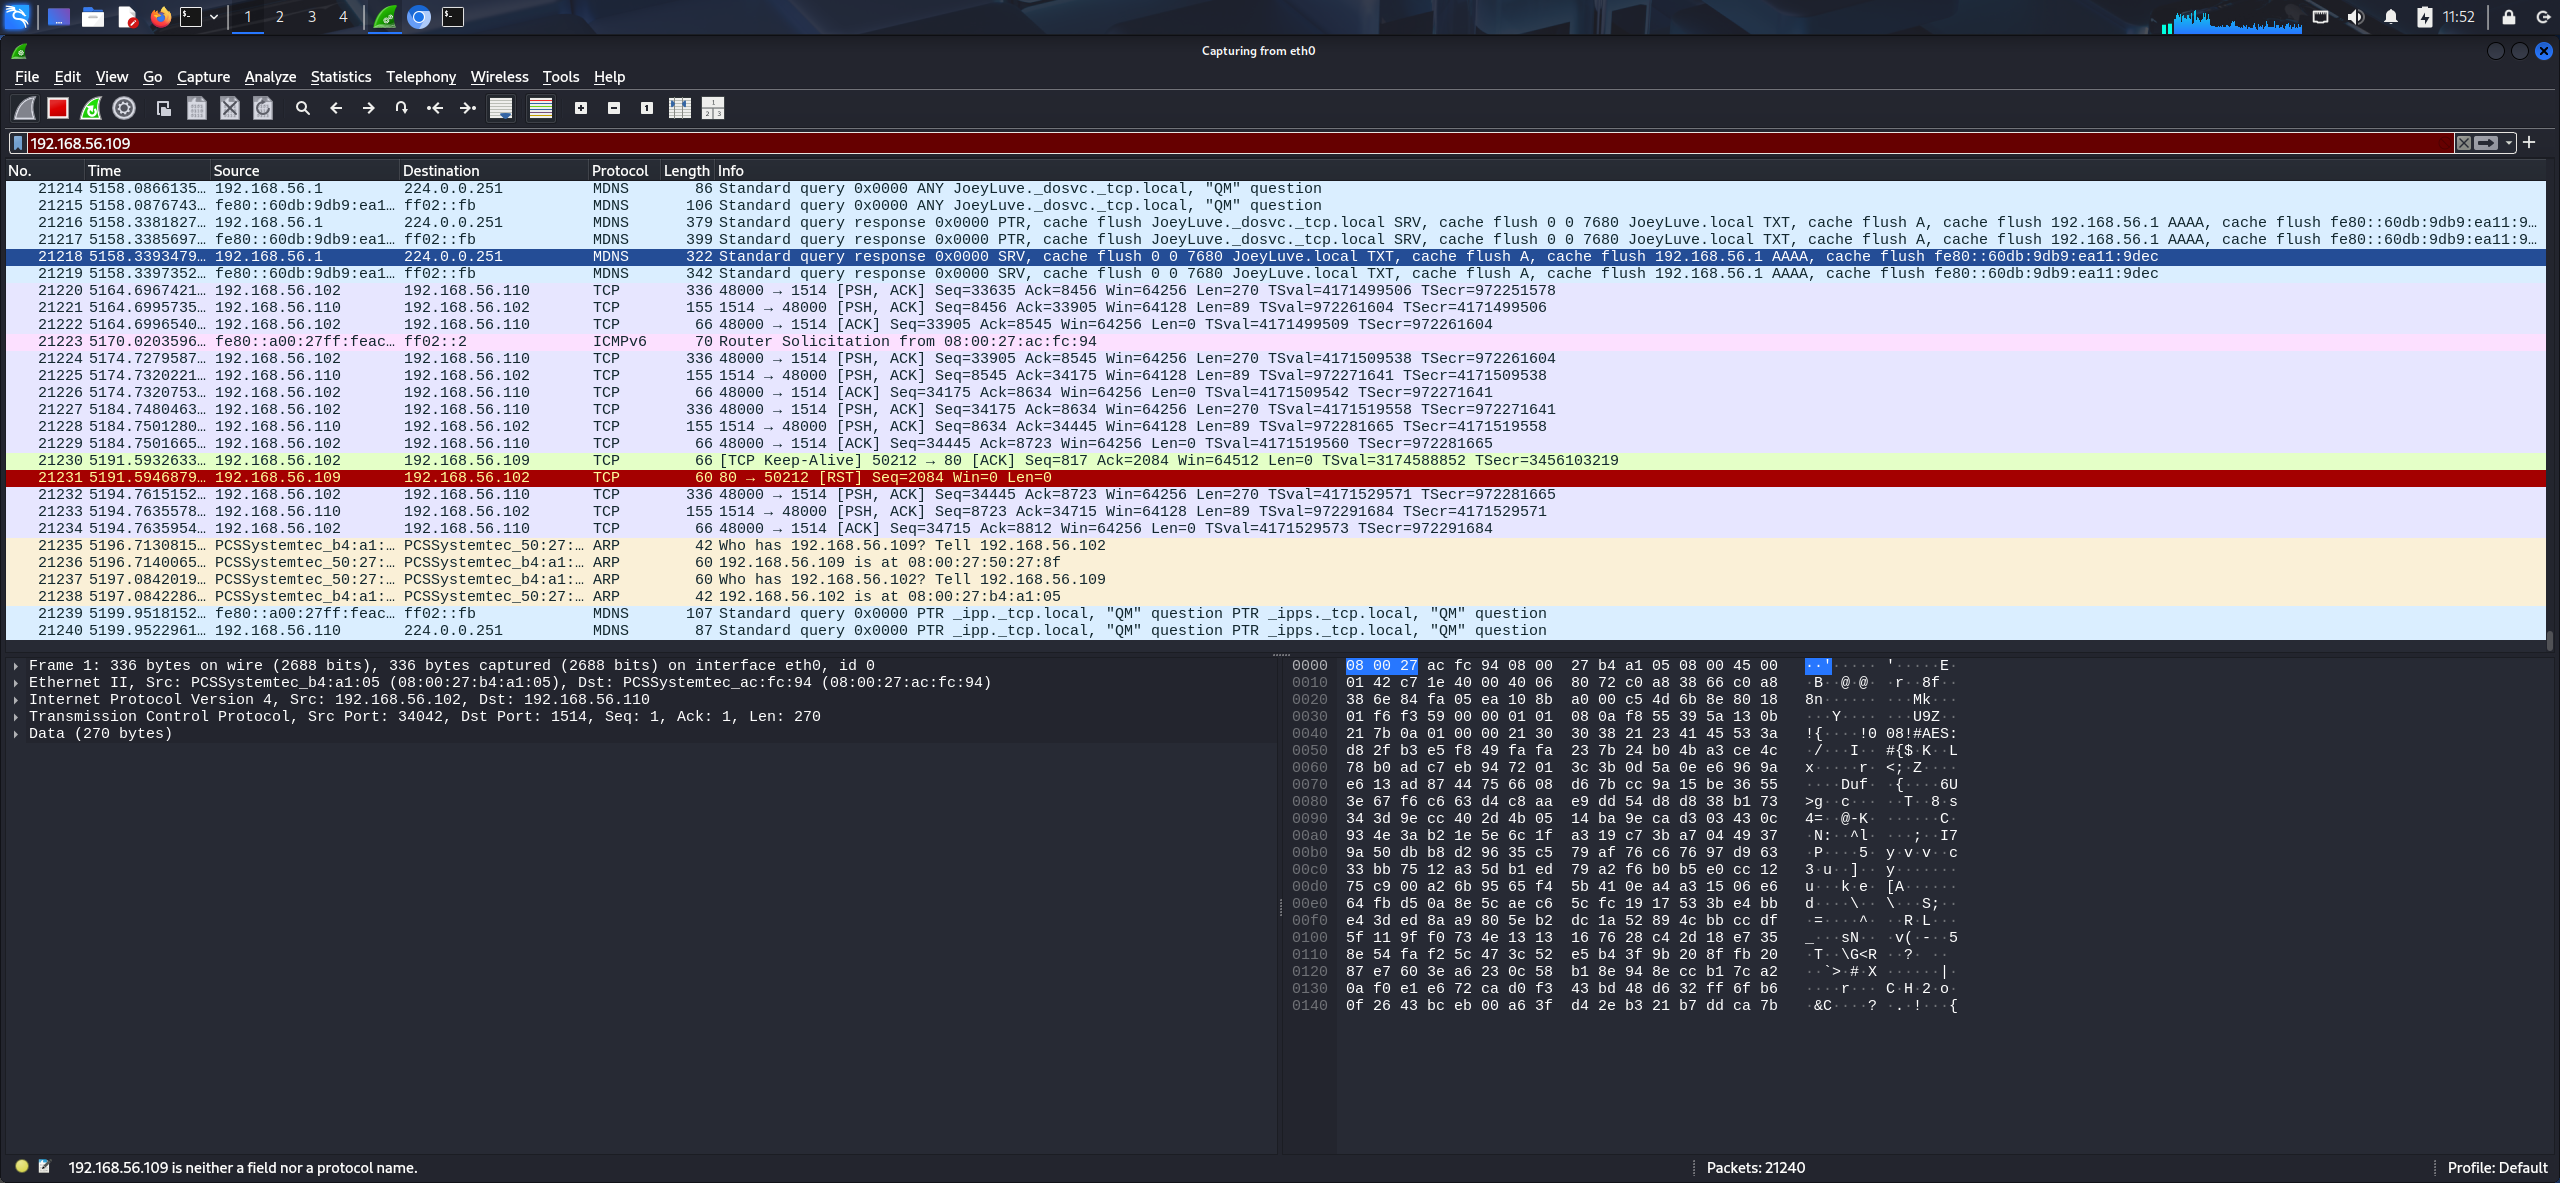 1 2 3 4 11:52
Capturing from eth0
File Edit View Go Capture Analyze Statistics Telephony Wireless Tools Help
192.168.56.109
No. Time Source Destination Protocol Length Info
21214 5158.0866135… 192.168.56.1 224.0.0.251 MDNS 86 Standard query 0x0000 ANY JoeyLuve._dosvc._tcp.local, "QM" question
21215 5158.0876743… fe80::60db:9db9:ea1… ff02::fb MDNS 106 Standard query 0x0000 ANY JoeyLuve._dosvc._tcp.local, "QM" question
21216 5158.3381827… 192.168.56.1 224.0.0.251 MDNS 379 Standard query response 0x0000 PTR, cache flush JoeyLuve._dosvc._tcp.local SRV, cache flush 0 0 7680 JoeyLuve.local TXT, cache flush A, cache flush 192.168.56.1 AAAA, cache flush fe80::60db:9db9:ea11:9…
21217 5158.3385697… fe80::60db:9db9:ea1… ff02::fb MDNS 399 Standard query response 0x0000 PTR, cache flush JoeyLuve._dosvc._tcp.local SRV, cache flush 0 0 7680 JoeyLuve.local TXT, cache flush A, cache flush 192.168.56.1 AAAA, cache flush fe80::60db:9db9:ea11:9…
21218 5158.3393479… 192.168.56.1 224.0.0.251 MDNS 322 Standard query response 0x0000 SRV, cache flush 0 0 7680 JoeyLuve.local TXT, cache flush A, cache flush 192.168.56.1 AAAA, cache flush fe80::60db:9db9:ea11:9dec
21219 5158.3397352… fe80::60db:9db9:ea1… ff02::fb MDNS 342 Standard query response 0x0000 SRV, cache flush 0 0 7680 JoeyLuve.local TXT, cache flush A, cache flush 192.168.56.1 AAAA, cache flush fe80::60db:9db9:ea11:9dec
21220 5164.6967421… 192.168.56.102 192.168.56.110 TCP 336 48000 → 1514 [PSH, ACK] Seq=33635 Ack=8456 Win=64256 Len=270 TSval=4171499506 TSecr=972251578
21221 5164.6995735… 192.168.56.110 192.168.56.102 TCP 155 1514 → 48000 [PSH, ACK] Seq=8456 Ack=33905 Win=64128 Len=89 TSval=972261604 TSecr=4171499506
21222 5164.6996540… 192.168.56.102 192.168.56.110 TCP 66 48000 → 1514 [ACK] Seq=33905 Ack=8545 Win=64256 Len=0 TSval=4171499509 TSecr=972261604
21223 5170.0203596… fe80::a00:27ff:feac… ff02::2 ICMPv6 70 Router Solicitation from 08:00:27:ac:fc:94
21224 5174.7279587… 192.168.56.102 192.168.56.110 TCP 336 48000 → 1514 [PSH, ACK] Seq=33905 Ack=8545 Win=64256 Len=270 TSval=4171509538 TSecr=972261604
21225 5174.7320221… 192.168.56.110 192.168.56.102 TCP 155 1514 → 48000 [PSH, ACK] Seq=8545 Ack=34175 Win=64128 Len=89 TSval=972271641 TSecr=4171509538
21226 5174.7320753… 192.168.56.102 192.168.56.110 TCP 66 48000 → 1514 [ACK] Seq=34175 Ack=8634 Win=64256 Len=0 TSval=4171509542 TSecr=972271641
21227 5184.7480463… 192.168.56.102 192.168.56.110 TCP 336 48000 → 1514 [PSH, ACK] Seq=34175 Ack=8634 Win=64256 Len=270 TSval=4171519558 TSecr=972271641
21228 5184.7501280… 192.168.56.110 192.168.56.102 TCP 155 1514 → 48000 [PSH, ACK] Seq=8634 Ack=34445 Win=64128 Len=89 TSval=972281665 TSecr=4171519558
21229 5184.7501665… 192.168.56.102 192.168.56.110 TCP 66 48000 → 1514 [ACK] Seq=34445 Ack=8723 Win=64256 Len=0 TSval=4171519560 TSecr=972281665
21230 5191.5932633… 192.168.56.102 192.168.56.109 TCP 66 [TCP Keep-Alive] 50212 → 80 [ACK] Seq=817 Ack=2084 Win=64512 Len=0 TSval=3174588852 TSecr=3456103219
21231 5191.5946879… 192.168.56.109 192.168.56.102 TCP 60 80 → 50212 [RST] Seq=2084 Win=0 Len=0
21232 5194.7615152… 192.168.56.102 192.168.56.110 TCP 336 48000 → 1514 [PSH, ACK] Seq=34445 Ack=8723 Win=64256 Len=270 TSval=4171529571 TSecr=972281665
21233 5194.7635578… 192.168.56.110 192.168.56.102 TCP 155 1514 → 48000 [PSH, ACK] Seq=8723 Ack=34715 Win=64128 Len=89 TSval=972291684 TSecr=4171529571
21234 5194.7635954… 192.168.56.102 192.168.56.110 TCP 66 48000 → 1514 [ACK] Seq=34715 Ack=8812 Win=64256 Len=0 TSval=4171529573 TSecr=972291684
21235 5196.7130815… PCSSystemtec_b4:a1:… PCSSystemtec_50:27:… ARP 42 Who has 192.168.56.109? Tell 192.168.56.102
21236 5196.7140065… PCSSystemtec_50:27:… PCSSystemtec_b4:a1:… ARP 60 192.168.56.109 is at 08:00:27:50:27:8f
21237 5197.0842019… PCSSystemtec_50:27:… PCSSystemtec_b4:a1:… ARP 60 Who has 192.168.56.102? Tell 192.168.56.109
21238 5197.0842286… PCSSystemtec_b4:a1:… PCSSystemtec_50:27:… ARP 42 192.168.56.102 is at 08:00:27:b4:a1:05
21239 5199.9518152… fe80::a00:27ff:feac… ff02::fb MDNS 107 Standard query 0x0000 PTR _ipp._tcp.local, "QM" question PTR _ipps._tcp.local, "QM" question
21240 5199.9522961… 192.168.56.110 224.0.0.251 MDNS 87 Standard query 0x0000 PTR _ipp._tcp.local, "QM" question PTR _ipps._tcp.local, "QM" question
Frame 1: 336 bytes on wire (2688 bits), 336 bytes captured (2688 bits) on interface eth0, id 0
Ethernet II, Src: PCSSystemtec_b4:a1:05 (08:00:27:b4:a1:05), Dst: PCSSystemtec_ac:fc:94 (08:00:27:ac:fc:94)
Internet Protocol Version 4, Src: 192.168.56.102, Dst: 192.168.56.110
Transmission Control Protocol, Src Port: 34042, Dst Port: 1514, Seq: 1, Ack: 1, Len: 270
Data (270 bytes)
0000 08 00 27 ac fc 94 08 00 27 b4 a1 05 08 00 45 00 ··'····· '·····E·
0010 01 42 c7 1e 40 00 40 06 80 72 c0 a8 38 66 c0 a8 ·B··@·@· ·r··8f··
0020 38 6e 84 fa 05 ea 10 8b a0 00 c5 4d 6b 8e 80 18 8n······ ···Mk···
0030 01 f6 f3 59 00 00 01 01 08 0a f8 55 39 5a 13 0b ···Y···· ···U9Z··
0040 21 7b 0a 01 00 00 21 30 30 38 21 23 41 45 53 3a !{····!0 08!#AES:
0050 d8 2f b3 e5 f8 49 fa fa 23 7b 24 b0 4b a3 ce 4c ·/···I·· #{$·K··L
0060 78 b0 ad c7 eb 94 72 01 3c 3b 0d 5a 0e e6 96 9a x·····r· <;·Z····
0070 e6 13 ad 87 44 75 66 08 d6 7b cc 9a 15 be 36 55 ····Duf· ·{····6U
0080 3e 67 f6 c6 63 d4 c8 aa e9 dd 54 d8 d8 38 b1 73 >g··c··· ··T··8·s
0090 34 3d 9e cc 40 2d 4b 05 14 ba 9e ca d3 03 43 0c 4=··@-K· ······C·
00a0 93 4e 3a b2 1e 5e 6c 1f a3 19 c7 3b a7 04 49 37 ·N:··^l· ···;··I7
00b0 9a 50 db b8 d2 96 35 c5 79 af 76 c6 76 97 d9 63 ·P····5· y·v·v··c
00c0 33 bb 75 12 a3 5d b1 ed 79 a2 f6 b0 b5 e0 cc 12 3·u··]·· y·······
00d0 75 c9 00 a2 6b 95 65 f4 5b 41 0e a4 a3 15 06 e6 u···k·e· [A······
00e0 64 fb d5 0a 8e 5c ae c6 5c fc 19 17 53 3b e4 bb d····\·· \···S;··
00f0 e4 3d ed 8a a9 80 5e b2 dc 1a 52 89 4c bb cc df ·=····^· ··R·L···
0100 5f 11 9f f0 73 4e 13 13 16 76 28 c4 2d 18 e7 35 _···sN·· ·v(·-··5
0110 8e 54 fa f2 5c 47 3c 52 e5 b4 3f 9b 20 8f fb 20 ·T··\G<R ··?· ··
0120 87 e7 60 3e a6 23 0c 58 b1 8e 94 8e cc b1 7c a2 ··`>·#·X ······|·
0130 0a f0 e1 e6 72 ca d0 f3 43 bd 48 d6 32 ff 6f b6 ····r··· C·H·2·o·
0140 0f 26 43 bc eb 00 a6 3f d4 2e b3 21 b7 dd ca 7b ·&C····? ·.·!···{
192.168.56.109 is neither a field nor a protocol name. Packets: 21240 Profile: Default